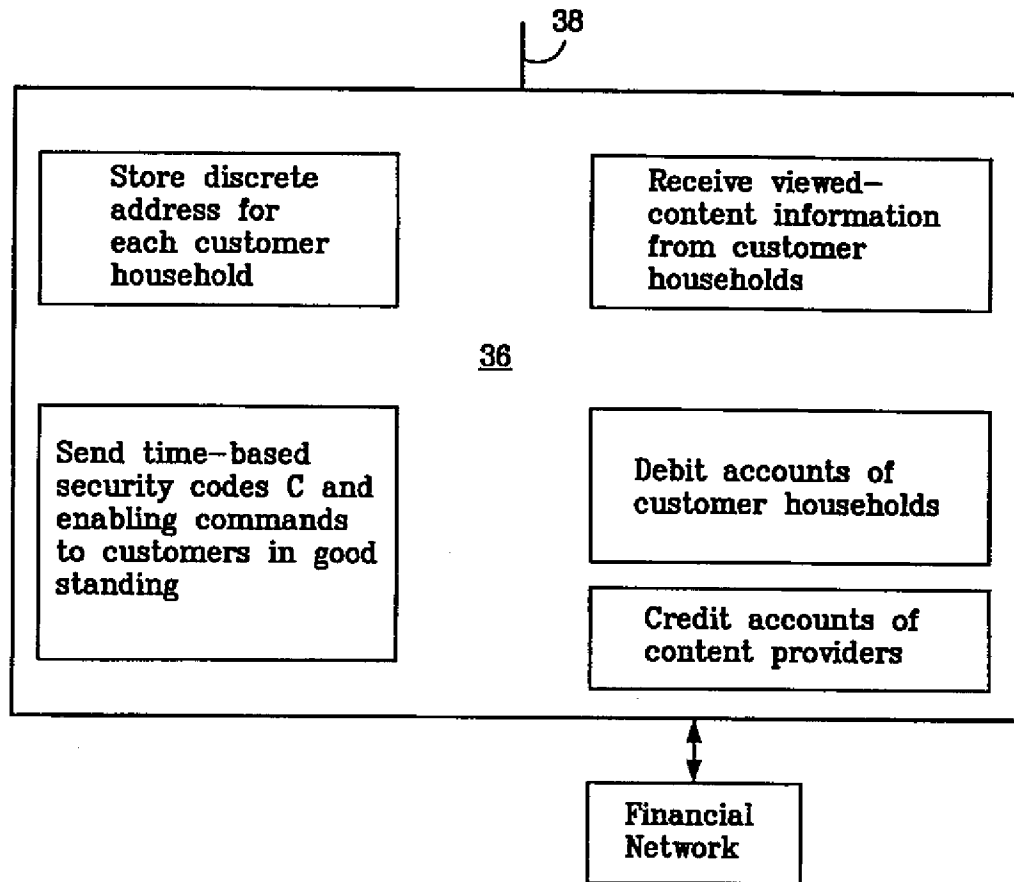 38
Store discrete
address for
each customer
household
Receive viewed-
content information
from customer
households
36
Send time-based
security codes C and
enabling commands
to customers in good
standing
Debit accounts of
customer households
Credit accounts of
content providers
Financial
Network